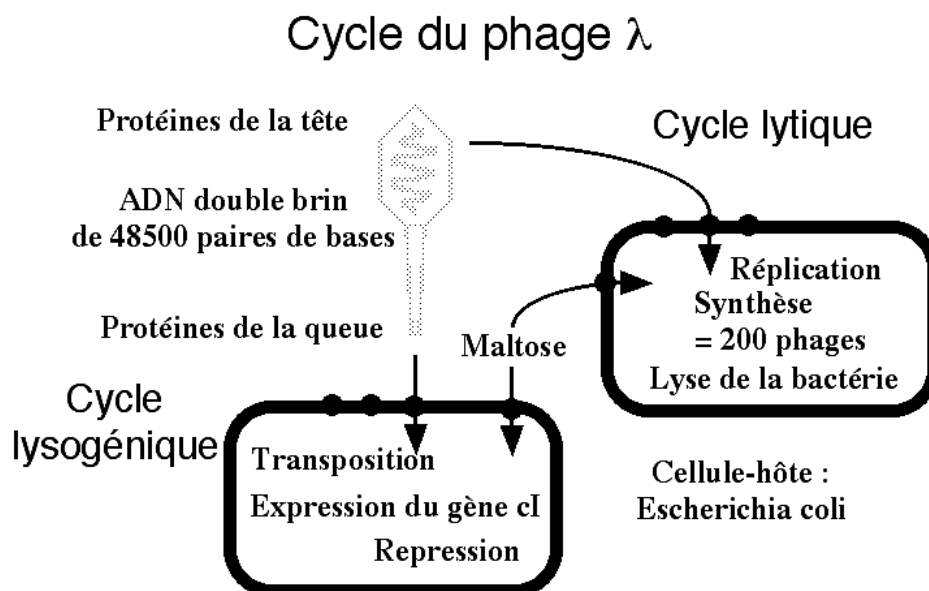 Cycle du phage λ
Protéines de la tête
Cycle lytique
ADN double brin
de 48500 paires de bases
Réplication
Synthèse
= 200 phages
Lyse de la bactérie
Protéines de la queue
Maltose
Cycle
lysogénique
Transposition
Expression du gène cI
Repression
Cellule-hôte :
Escherichia coli